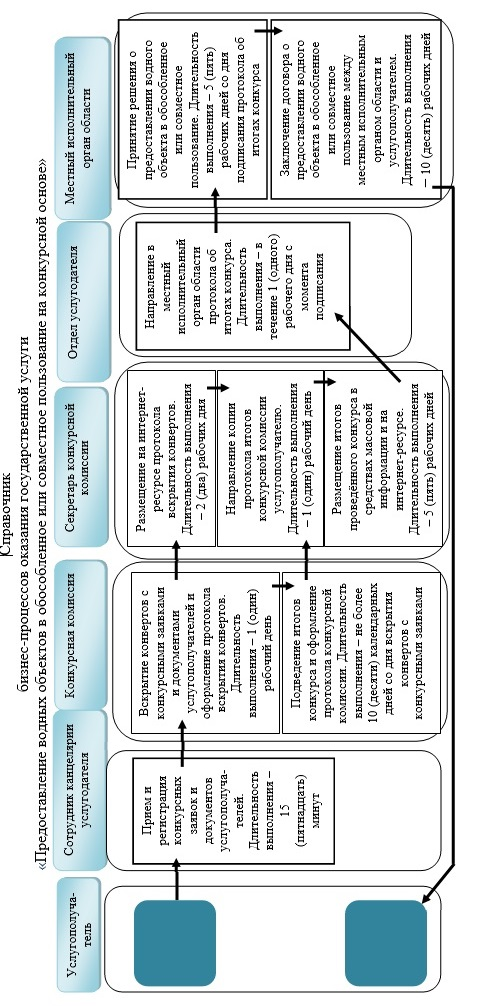 Справочник
бизнес-процессов оказания государственной услуги
«Предоставление водных объектов в обособленное или совместное пользование на конкурсной основе»
Услугополуча-
тель
Сотрудник канцелярии
услугодателя
Конкурсная комиссия
Секретарь конкурсной
комиссии
Отдел услугодателя
Местный исполнительный
орган области
Прием и
регистрация
конкурсных
заявок и
документов
услугополуча-
телей.
Длительность
выполнения –
15
(пятнадцать)
минут
Вскрытие конвертов с
конкурсными заявками
и документами
услугополучателей и
оформление протокола
вскрытия конвертов.
Длительность
выполнения – 1 (один)
рабочий день
Подведение итогов
конкурса и оформление
протокола конкурсной
комиссии. Длительность
выполнения – не более
10 (десяти) календарных
дней со дня вскрытия
конвертов с
конкурсными заявками
Размещение на интернет-
ресурсе протокола
вскрытия конвертов.
Длительность выполнения
– 2 (два) рабочих дня
Направление копии
протокола итогов
конкурсной комиссии
услугополучателю.
Длительность выполнения
– 1 (один) рабочий день
Размещение итогов
проведённого конкурса в
средствах массовой
информации и на
интернет-ресурсе.
Длительность выполнения
– 5 (пять) рабочих дней
Направление в
местный
исполнительный
орган области
протокола об
итогах конкурса.
Длительность
выполнения – в
течение 1 (одного)
рабочего дня с
момента
подписания
Принятие решения о
предоставлении водного
объекта в обособленное
или совместное
пользование. Длительность
выполнения – 5 (пять)
рабочих дней со дня
подписания протокола об
итогах конкурса
Заключение договора о
предоставлении водного
объекта в обособленное
или совместное
пользование между
местным исполнительным
органом области и
услугополучателем.
Длительность выполнения
– 10 (десять) рабочих дней